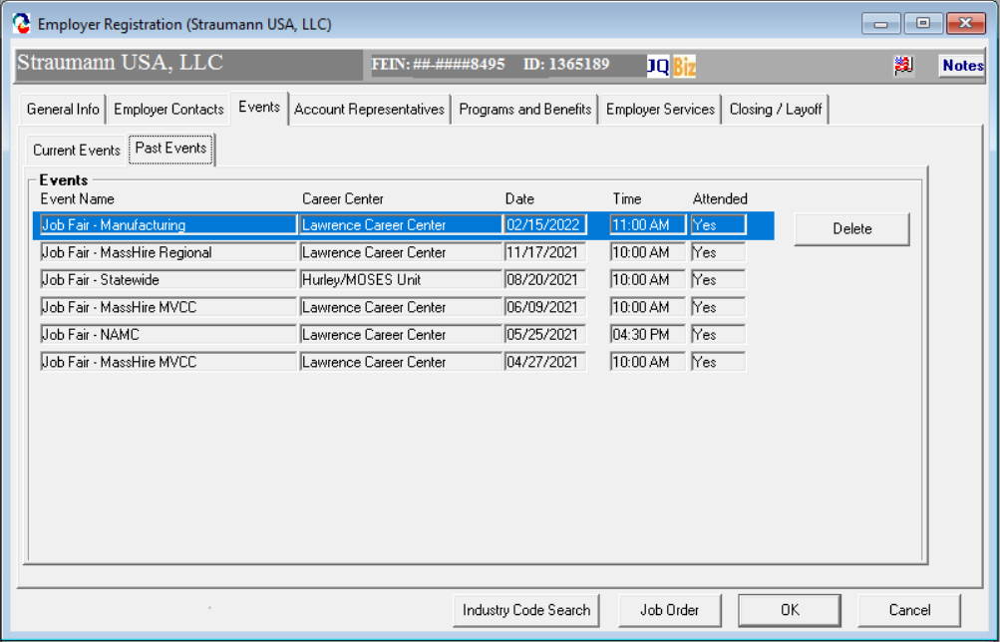 Employer Registration (Straumann USA, LLC)
Straumann USA, LLC FEIN: ##-####8495 ID: 1365189 JQ Biz Notes
General Info Employer Contacts Events Account Representatives Programs and Benefits Employer Services Closing / Layoff
Current Events Past Events
Events
Event Name Career Center Date Time Attended
Job Fair - Manufacturing Lawrence Career Center 02/15/2022 11:00 AM Yes Delete
Job Fair - MassHire Regional Lawrence Career Center 11/17/2021 10:00 AM Yes
Job Fair - Statewide Hurley/MOSES Unit 08/20/2021 10:00 AM Yes
Job Fair - MassHire MVCC Lawrence Career Center 06/09/2021 10:00 AM Yes
Job Fair - NAMC Lawrence Career Center 05/25/2021 04:30 PM Yes
Job Fair - MassHire MVCC Lawrence Career Center 04/27/2021 10:00 AM Yes
Industry Code Search Job Order OK Cancel